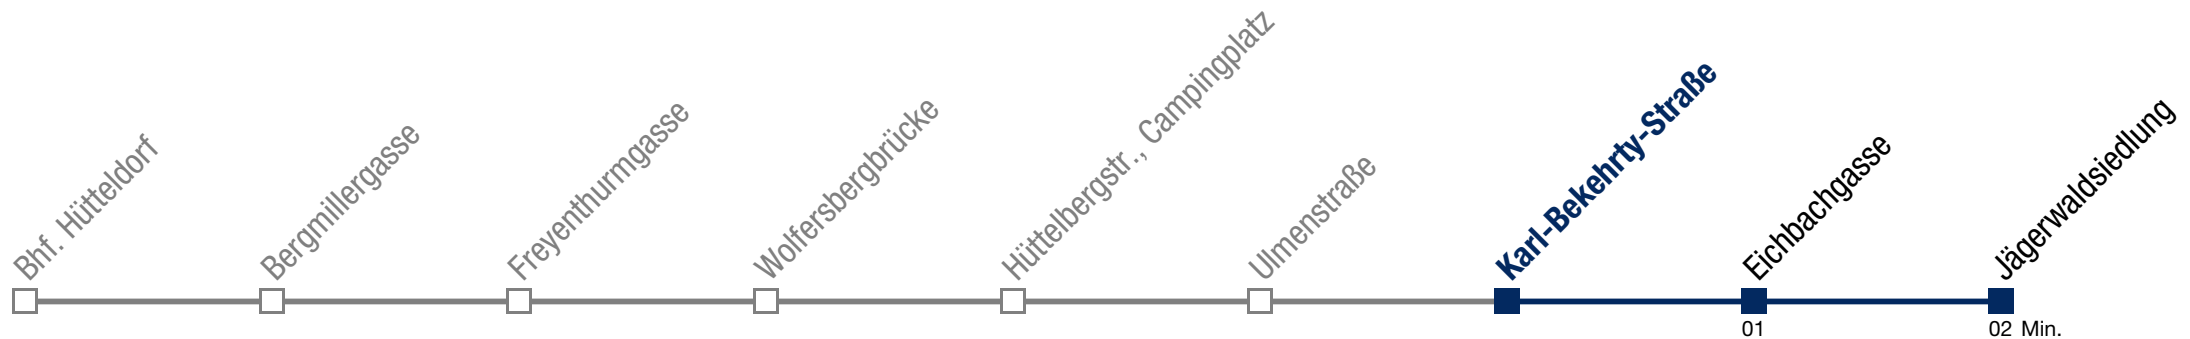 Bhf. Hütteldorf
Bergmillergasse
Freyenthurmgasse
Wolfersbergbrücke
Hüttelbergstr., Campingplatz
Ulmenstraße
Karl-Bekehrty-Straße
Eichbachgasse
Jägerwaldsiedlung
01
02 Min.